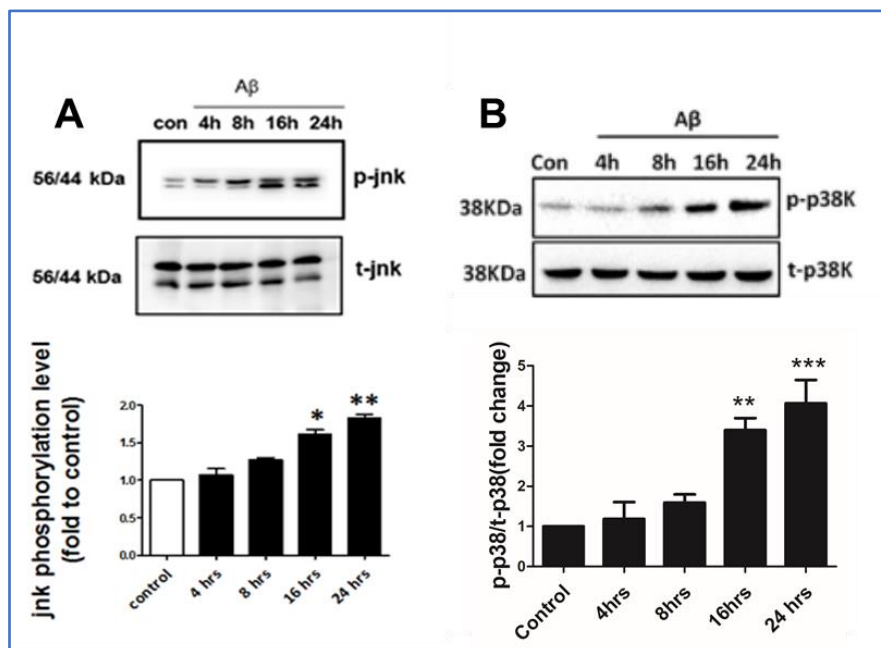 A
Aβ
con 4h 8h 16h 24h
56/44 kDa
p-jnk
56/44 kDa
t-jnk
jnk phosphorylation level
(fold to control)
2.0
1.5
1.0
0.5
0.0
*
**
control
4 hrs
8 hrs
16 hrs
24 hrs
B
Aβ
Con 4h 8h 16h 24h
38KDa
p-p38K
38KDa
t-p38K
p-p38/t-p38(fold change)
5
4
3
2
1
0
**
***
Control
4hrs
8hrs
16hrs
24 hrs